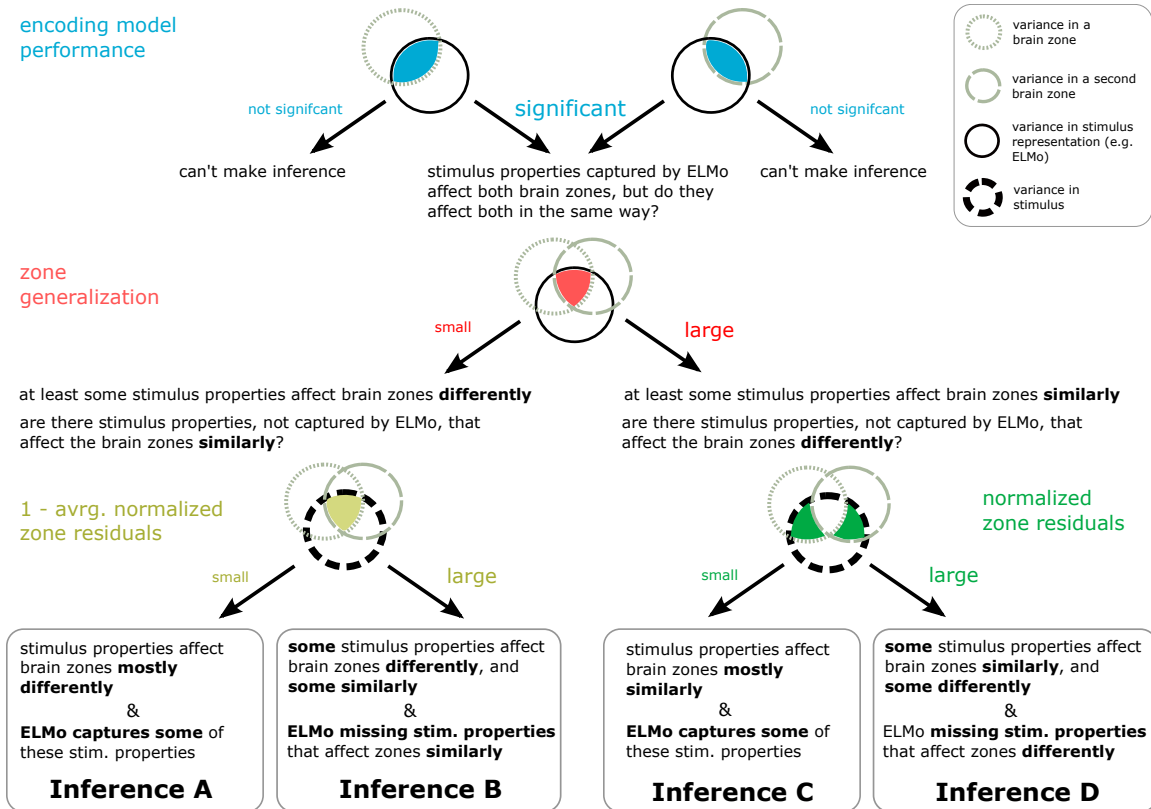 encoding model
performance
variance in a
brain zone
variance in a second
brain zone
variance in stimulus
representation (e.g.
ELMo)
variance in
stimulus
not signifcant
significant
not signifcant
can't make inference
stimulus properties captured by ELMo
affect both brain zones, but do they
affect both in the same way?
can't make inference
zone
generalization
small
large
at least some stimulus properties affect brain zones differently
are there stimulus properties, not captured by ELMo, that
affect the brain zones similarly?
at least some stimulus properties affect brain zones similarly
are there stimulus properties, not captured by ELMo, that
affect the brain zones differently?
1 - avrg. normalized
zone residuals
small
large
normalized
zone residuals
small
large
stimulus properties affect
brain zones mostly
differently
&
ELMo captures some of
these stim. properties
Inference A
some stimulus properties affect
brain zones differently, and
some similarly
&
ELMo missing stim. properties
that affect zones similarly
Inference B
stimulus properties affect
brain zones mostly
similarly
&
ELMo captures some of
these stim. properties
Inference C
some stimulus properties affect
brain zones similarly, and
some differently
&
ELMo missing stim. properties
that affect zones differently
Inference D